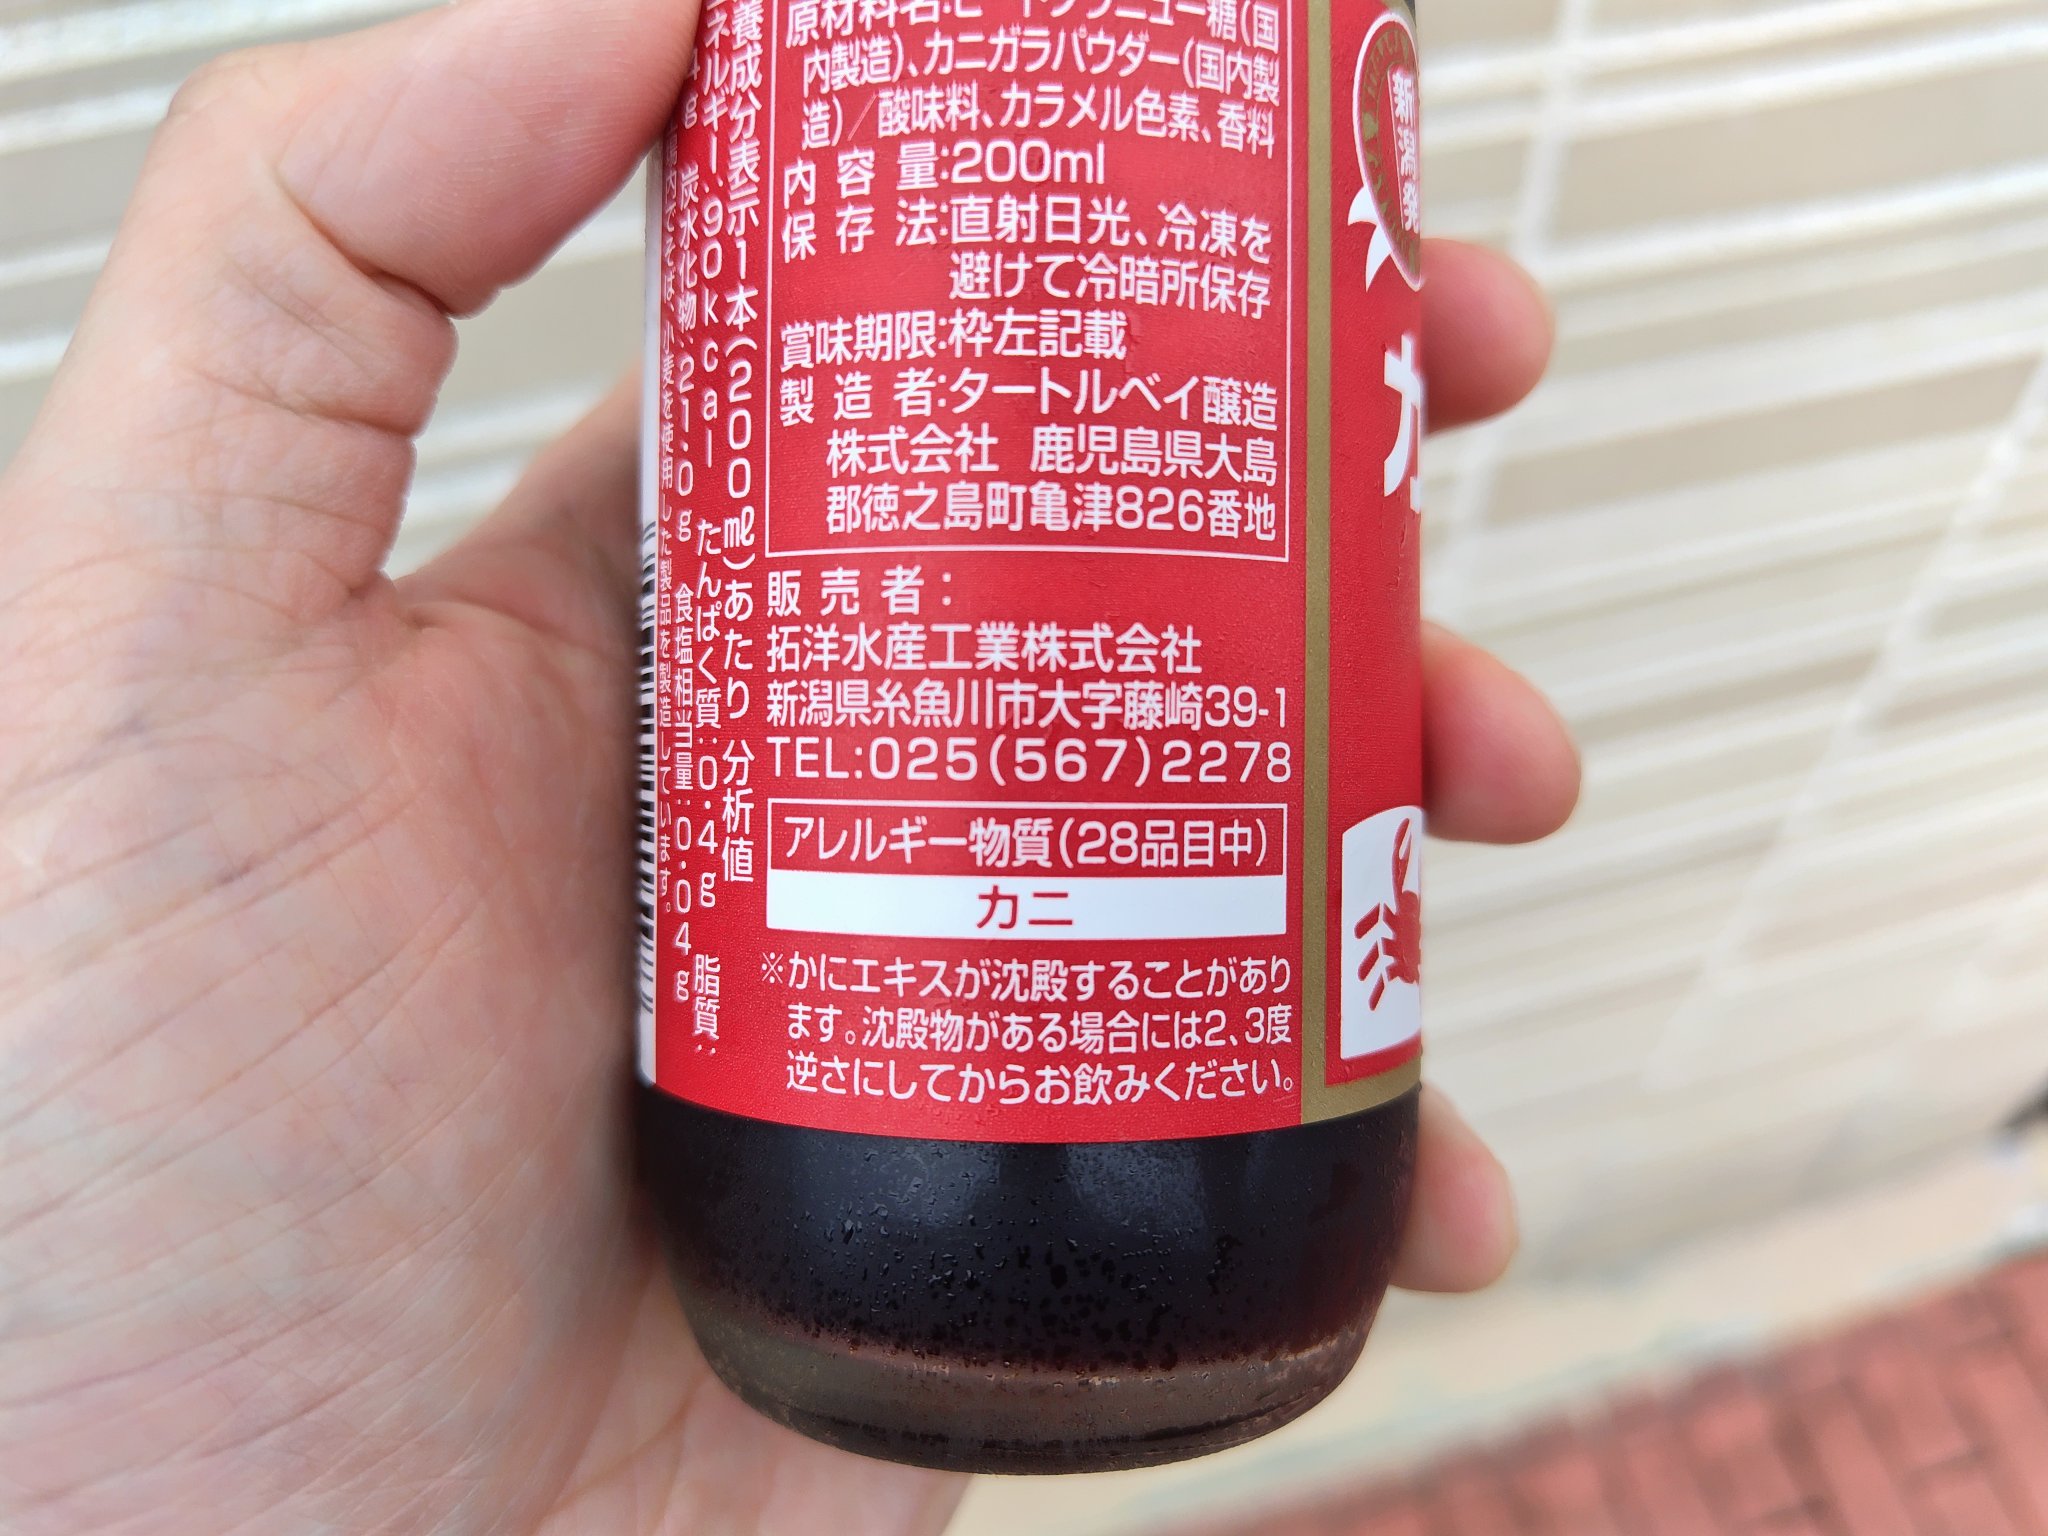 原材料名:ビートグラニュー糖(国
内製造)、カニガラパウダー(国内製
造)／酸味料、カラメル色素、香料
内容量:200ml
保存法:直射日光、冷凍を
避けて冷暗所保存
賞味期限:枠左記載
製造者:タートルベイ醸造
株式会社 鹿児島県大島
郡徳之島町亀津826番地
販売者:
拓洋水産工業株式会社
新潟県糸魚川市大字藤崎39-1
TEL:025(567)2278
アレルギー物質(28品目中)
カニ
※かにエキスが沈殿することがあり
ます。沈殿物がある場合には2、3度
逆さにしてからお飲みください。
養成分表示1本(200㎖)あたり 分析値
ネルギー:90kcal たんぱく質:0.4g 脂質:
4g 炭水化物:21.0g 食塩相当量:0.04g
内でそば、小麦を使用した製品を製造しています。
新潟発
カ